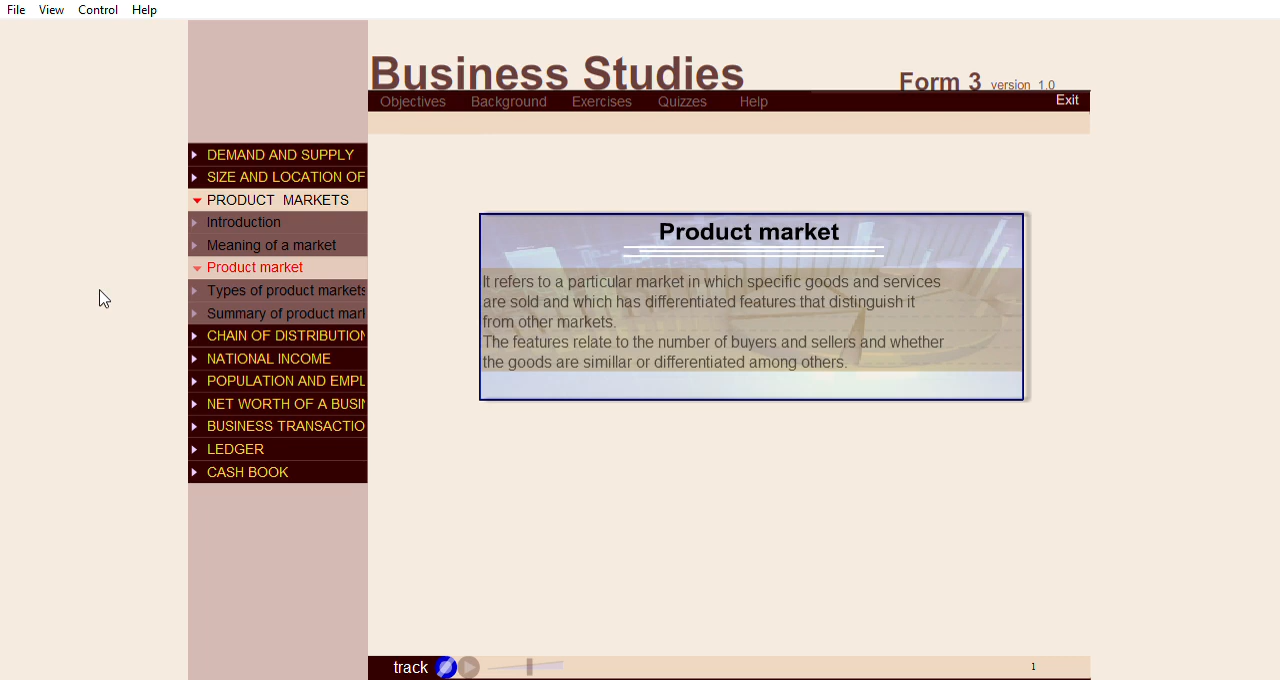 File View Control Help
Business Studies
Form 3 version 1.0
Objectives Background Exercises Quizzes Help Exit
DEMAND AND SUPPLY
SIZE AND LOCATION OF
PRODUCT MARKETS
Introduction
Meaning of a market
Product market
Types of product markets
Summary of product mar
CHAIN OF DISTRIBUTION
NATIONAL INCOME
POPULATION AND EMPL
NET WORTH OF A BUSIN
BUSINESS TRANSACTIO
LEDGER
CASH BOOK
Product market
It refers to a particular market in which specific goods and services
are sold and which has differentiated features that distinguish it
from other markets.
The features relate to the number of buyers and sellers and whether
the goods are simillar or differentiated among others.
track
1